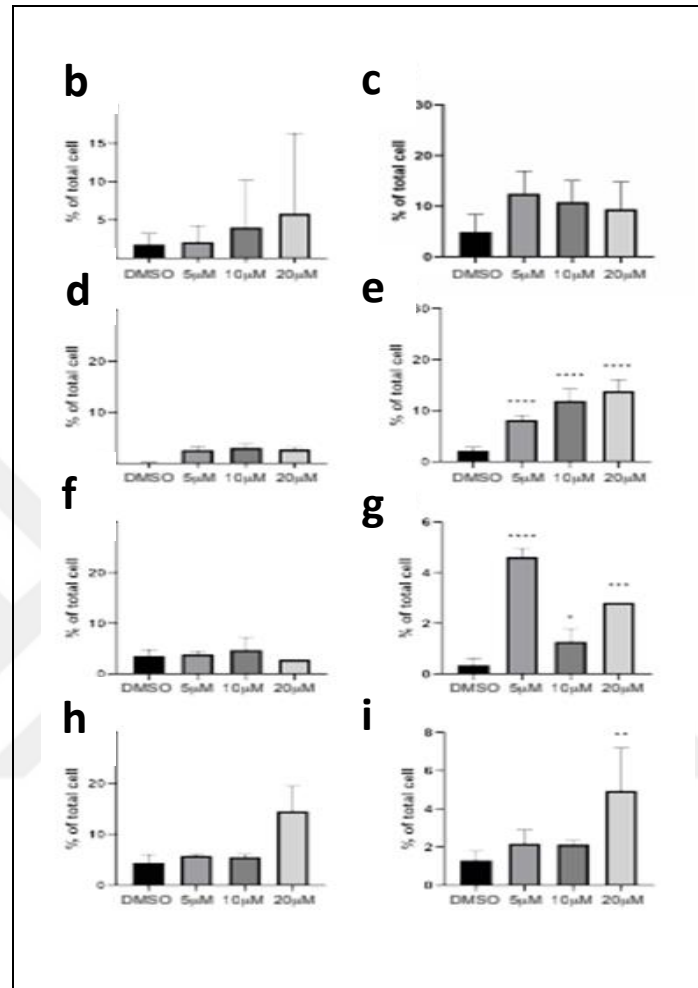 b
% of total cell
15
10
5
DMSO 5µM 10µM 20µM
c
% of total cell
30
20
10
0
DMSO 5µM 10µM 20µM
d
% of total cell
20
10
DMSO 5µM 10µM 20µM
e
% of total cell
30
20
10
0
**** **** ****
DMSO 5µM 10µM 20µM
f
% of total cell
20
10
0
DMSO 5µM 10µM 20µM
g
% of total cell
6
4
2
0
**** * ***
DMSO 5µM 10µM 20µM
h
% of total cell
20
10
0
DMSO 5µM 10µM 20µM
i
% of total cell
8
6
4
2
0
**
DMSO 5µM 10µM 20µM